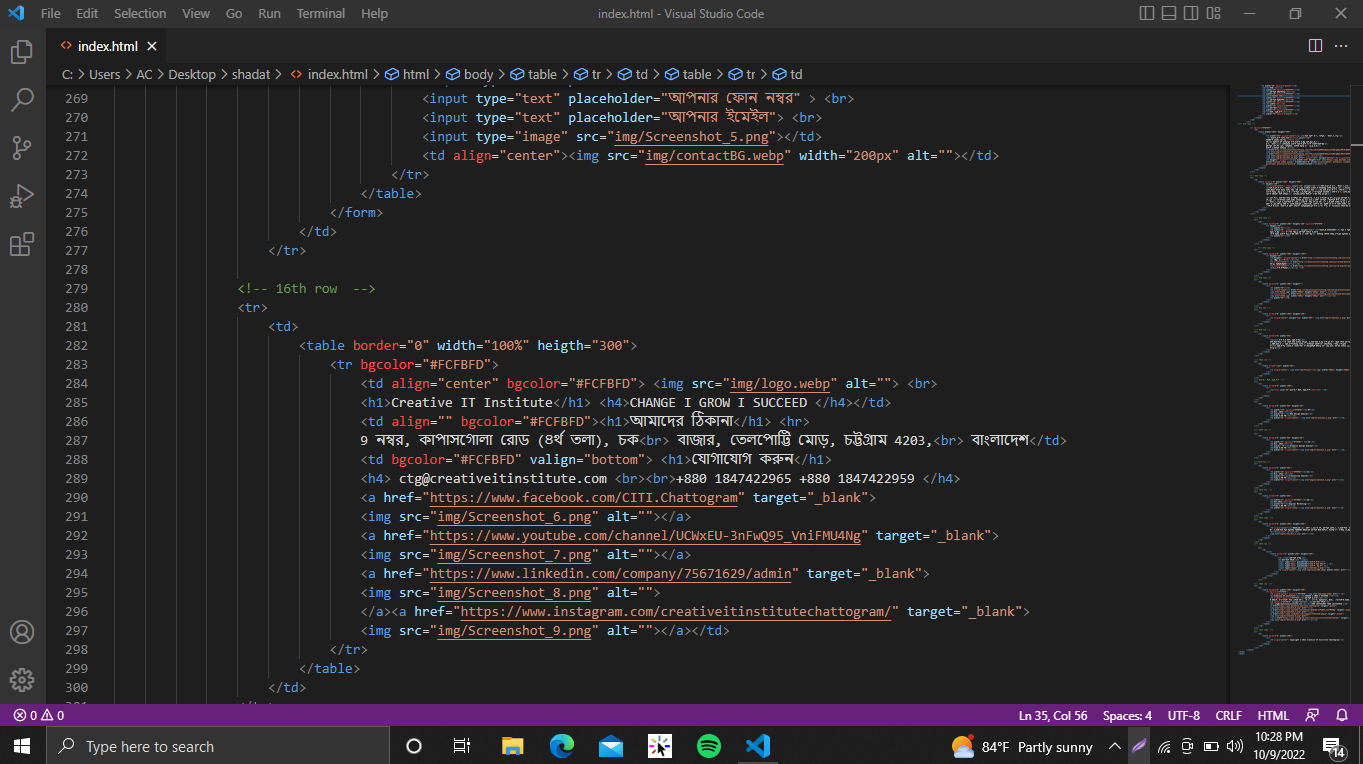 File Edit Selection View Go Run Terminal Help index.html - Visual Studio Code
index.html
C: > Users > AC > Desktop > shadat > index.html > html > body > table > tr > td > table > tr > td
269 <input type="text" placeholder="আপনার ফোন নম্বর" > <br>
270 <input type="text" placeholder="আপনার ইমেইল"> <br>
271 <input type="image" src="img/Screenshot_5.png"></td>
272 <td align="center"><img src="img/contactBG.webp" width="200px" alt=""></td>
273 </tr>
274 </table>
275 </form>
276 </td>
277 </tr>
278
279 <!-- 16th row  -->
280 <tr>
281 <td>
282 <table border="0" width="100%" heigth="300">
283 <tr bgcolor="#FCFBFD">
284 <td align="center" bgcolor="#FCFBFD"> <img src="img/logo.webp" alt=""> <br>
285 <h1>Creative IT Institute</h1> <h4>CHANGE I GROW I SUCCEED </h4></td>
286 <td align="" bgcolor="#FCFBFD"><h1>আমাদের ঠিকানা</h1> <hr>
287 9 নম্বর, কাপাসগোলা রোড (৪র্থ তলা), চক<br> বাজার, তেলপোট্টি মোড়, চট্টগ্রাম 4203,<br> বাংলাদেশ</td>
288 <td bgcolor="#FCFBFD" valign="bottom"> <h1>যোগাযোগ করুন</h1>
289 <h4> ctg@creativeitinstitute.com <br><br>+880 1847422965 +880 1847422959 </h4>
290 <a href="https://www.facebook.com/CITI.Chattogram" target="_blank">
291 <img src="img/Screenshot_6.png" alt=""></a>
292 <a href="https://www.youtube.com/channel/UCWxEU-3nFwQ95_VniFMU4Ng" target="_blank">
293 <img src="img/Screenshot_7.png" alt=""></a>
294 <a href="https://www.linkedin.com/company/75671629/admin" target="_blank">
295 <img src="img/Screenshot_8.png" alt="">
296 </a><a href="https://www.instagram.com/creativeitinstitutechattogram/" target="_blank">
297 <img src="img/Screenshot_9.png" alt=""></a></td>
298 </tr>
299 </table>
300 </td>
0 0 Ln 35, Col 56 Spaces: 4 UTF-8 CRLF HTML
Type here to search 84°F Partly sunny 10:28 PM
10/9/2022 14